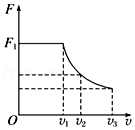 F
F₁
O
v₁ v₂ v₃ v